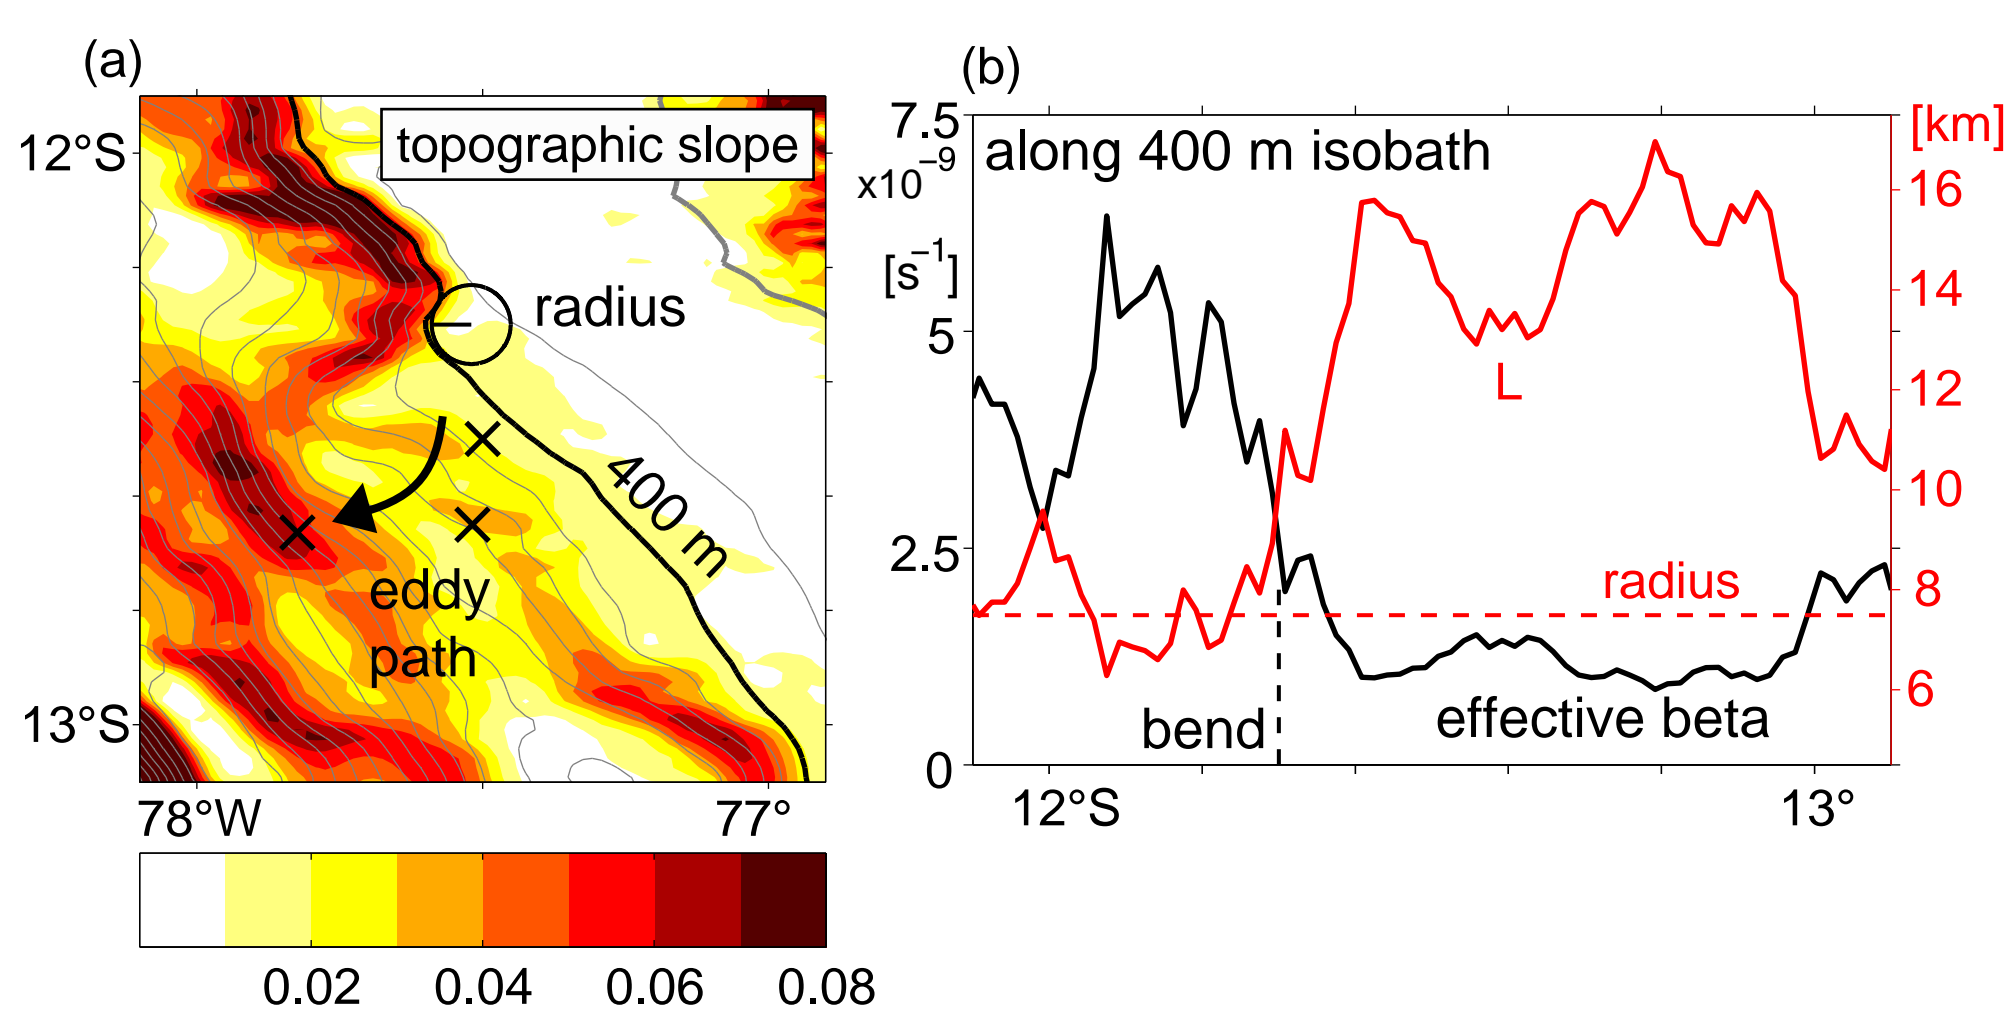 (a)
topographic slope
12°S
radius
400 m
eddy
path
13°S
78°W
77°
0.02
0.04
0.06
0.08
(b)
7.5
x10⁻⁹
[s⁻¹]
5
2.5
0
along 400 m isobath
[km]
16
14
12
10
8
6
L
radius
bend
effective beta
12°S
13°